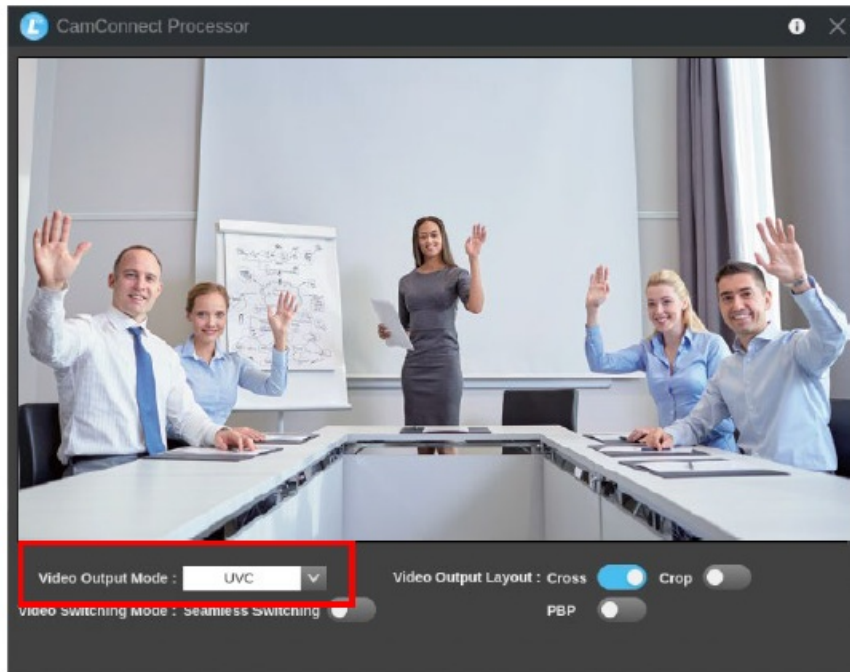 CamConnect Processor
Video Output Mode : UVC
Video Output Layout : Cross Crop
Video Switching Mode : Seamless Switching PBP